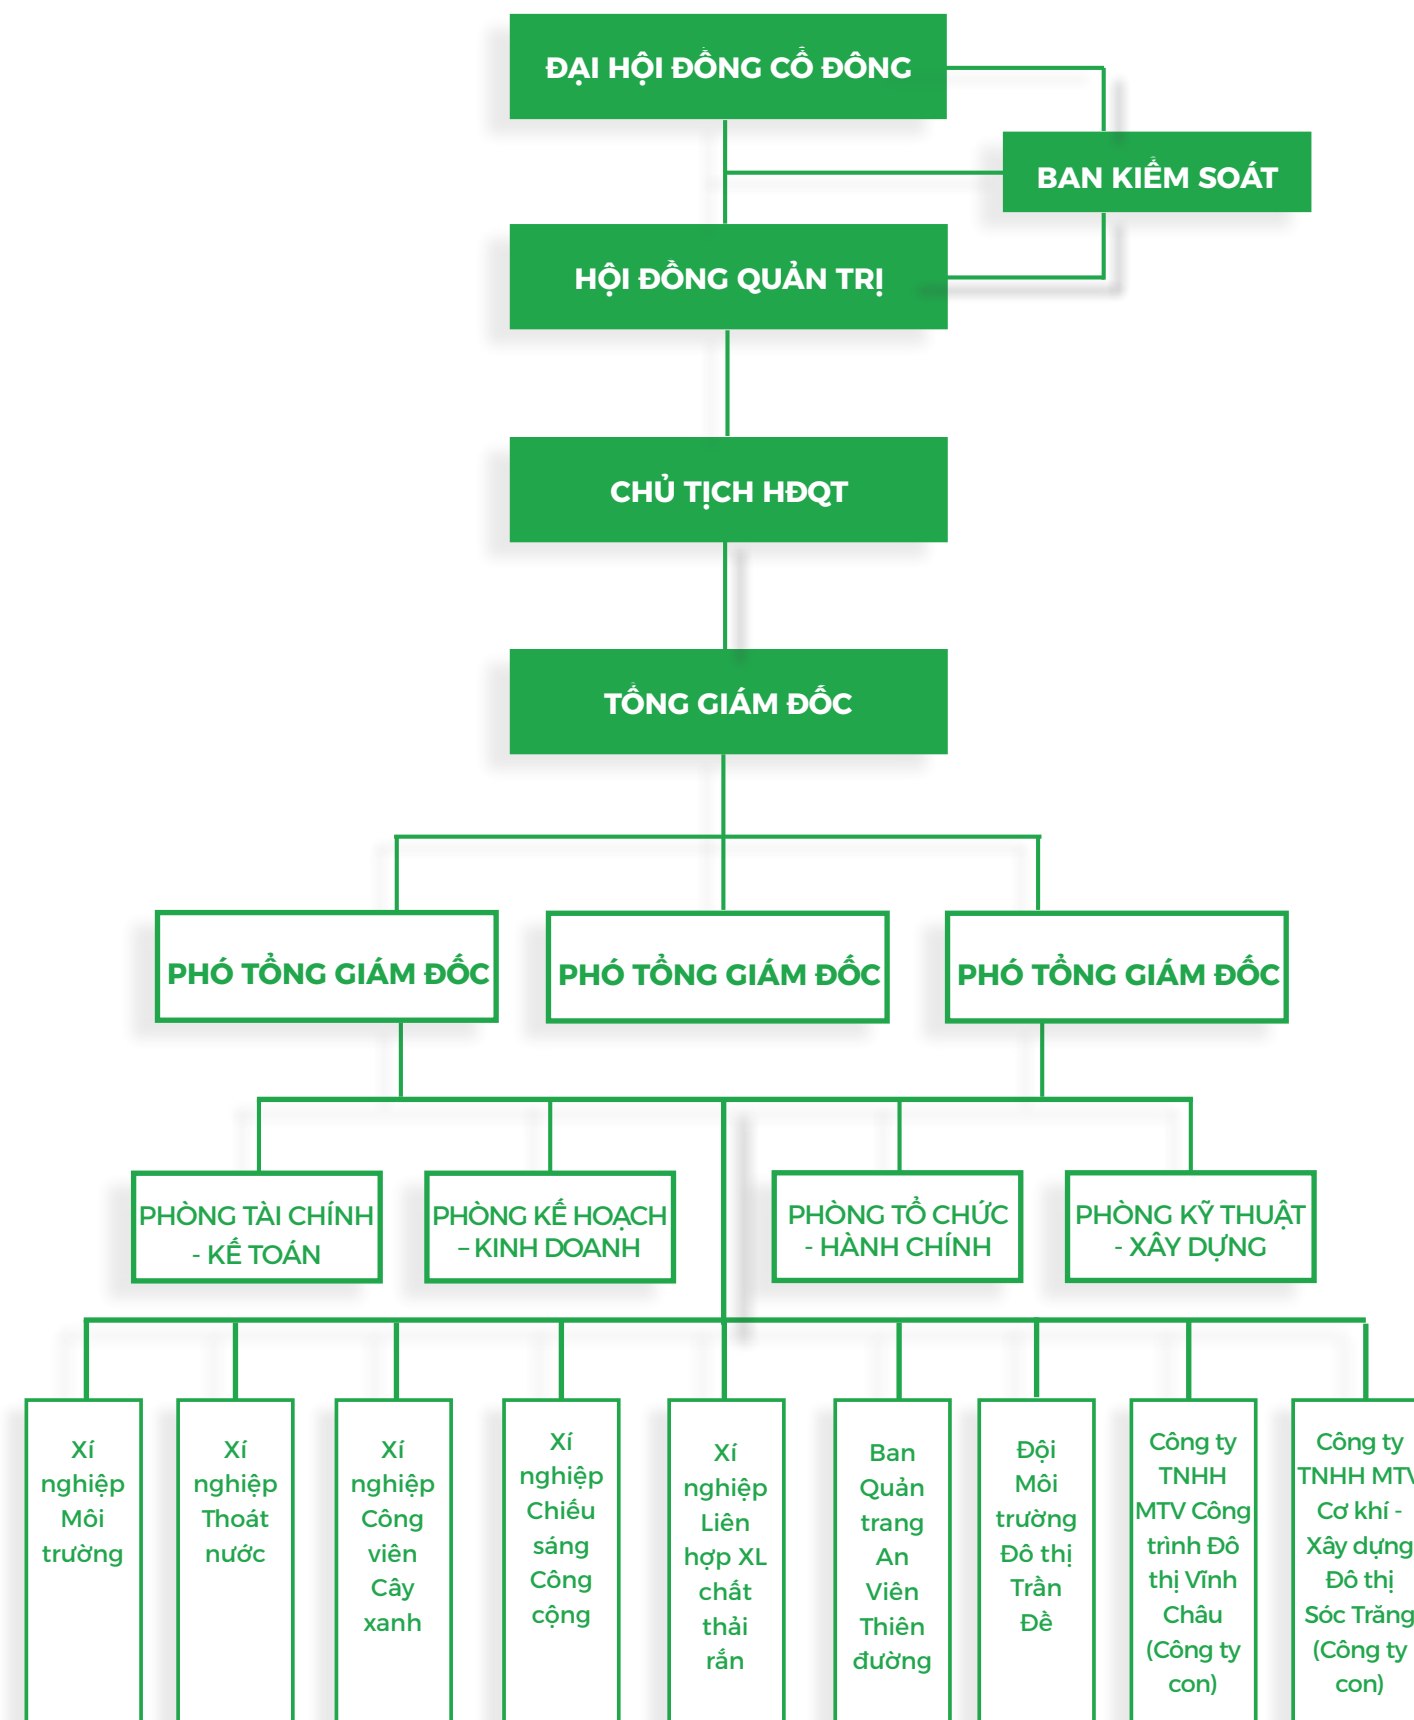 ĐẠI HỘI ĐỒNG CỔ ĐÔNG
BAN KIỂM SOÁT
HỘI ĐỒNG QUẢN TRỊ
CHỦ TỊCH HĐQT
TỔNG GIÁM ĐỐC
PHÓ TỔNG GIÁM ĐỐC
PHÓ TỔNG GIÁM ĐỐC
PHÓ TỔNG GIÁM ĐỐC
PHÒNG TÀI CHÍNH
- KẾ TOÁN
PHÒNG KẾ HOẠCH
– KINH DOANH
PHÒNG TỔ CHỨC
- HÀNH CHÍNH
PHÒNG KỸ THUẬT
- XÂY DỰNG
Xí
nghiệp
Môi
trường
Xí
nghiệp
Thoát
nước
Xí
nghiệp
Công
viên
Cây
xanh
Xí
nghiệp
Chiếu
sáng
Công
cộng
Xí
nghiệp
Liên
hợp XL
chất
thải
rắn
Ban
Quản
trang
An
Viên
Thiên
đường
Đội
Môi
trường
Đô thị
Trần
Đề
Công ty
TNHH
MTV Công
trình Đô
thị Vĩnh
Châu
(Công ty
con)
Công ty
TNHH MTV
Cơ khí -
Xây dựng
Đô thị
Sóc Trăng
(Công ty
con)